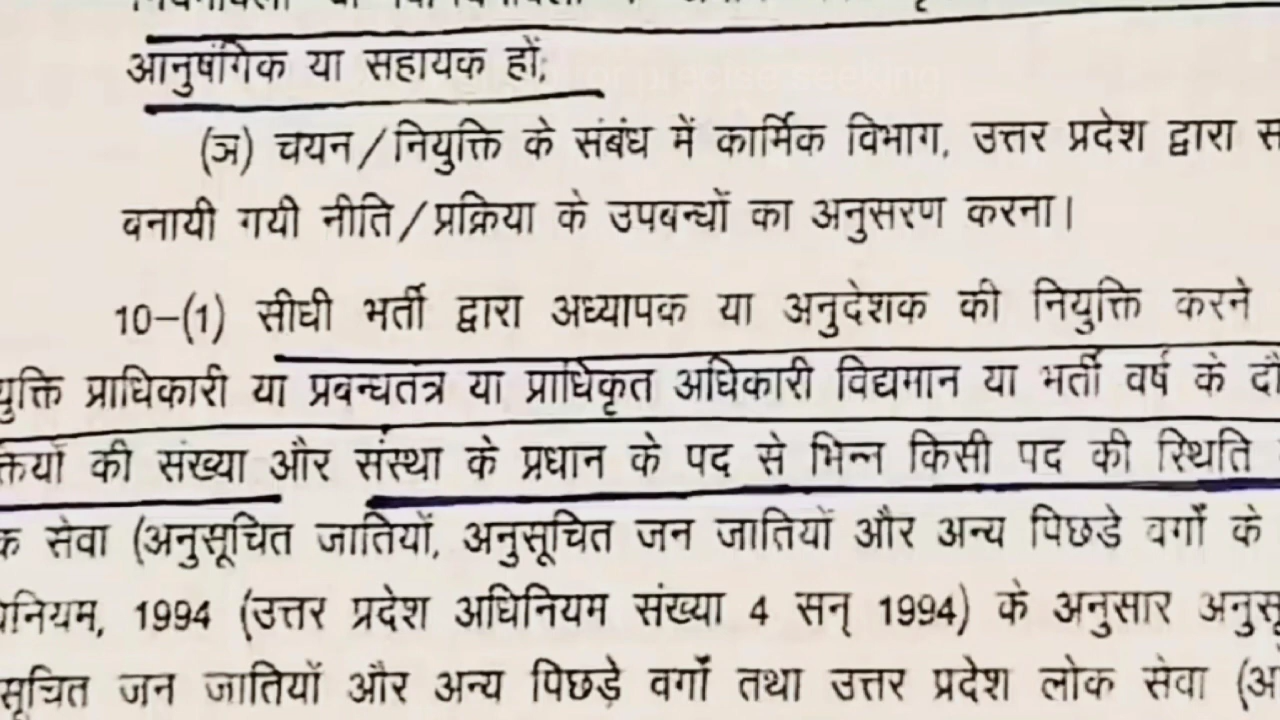 आनुषंगिक या सहायक हों;
(ञ) चयन/नियुक्ति के संबंध में कार्मिक विभाग, उत्तर प्रदेश द्वारा
बनायी गयी नीति/प्रक्रिया के उपबन्धों का अनुसरण करना।
10–(1) सीधी भर्ती द्वारा अध्यापक या अनुदेशक की नियुक्ति करने
प्राधिकारी या प्रबन्धतंत्र या प्राधिकृत अधिकारी विद्यमान या भर्ती वर्ष के
की संख्या और संस्था के प्रधान के पद से भिन्न किसी पद की स्थिति
सेवा (अनुसूचित जातियों, अनुसूचित जन जातियों और अन्य पिछडे वर्गों के
1994 (उत्तर प्रदेश अधिनियम संख्या 4 सन् 1994) के अनुसार
जन जातियों और अन्य पिछड़े वर्गों तथा उत्तर प्रदेश लोक सेवा